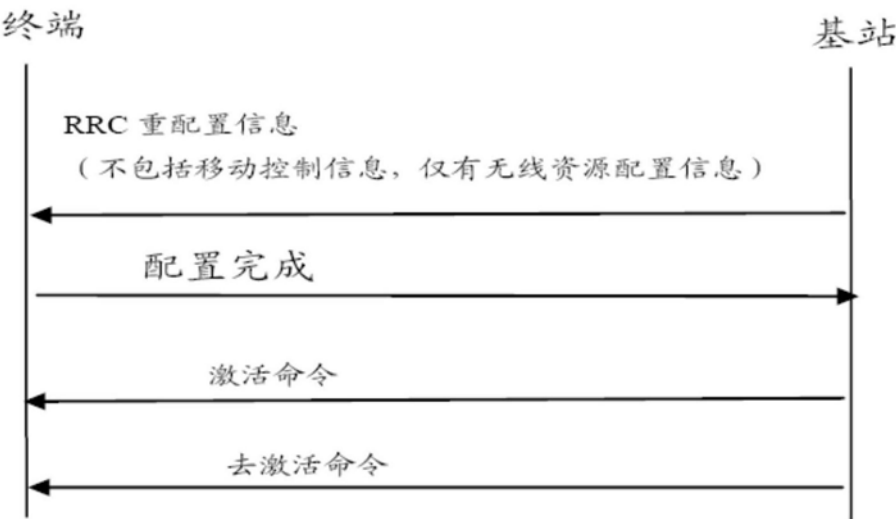 终端
基站
RRC 重配置信息
（不包括移动控制信息，仅有无线资源配置信息）
配置完成
激活命令
去激活命令